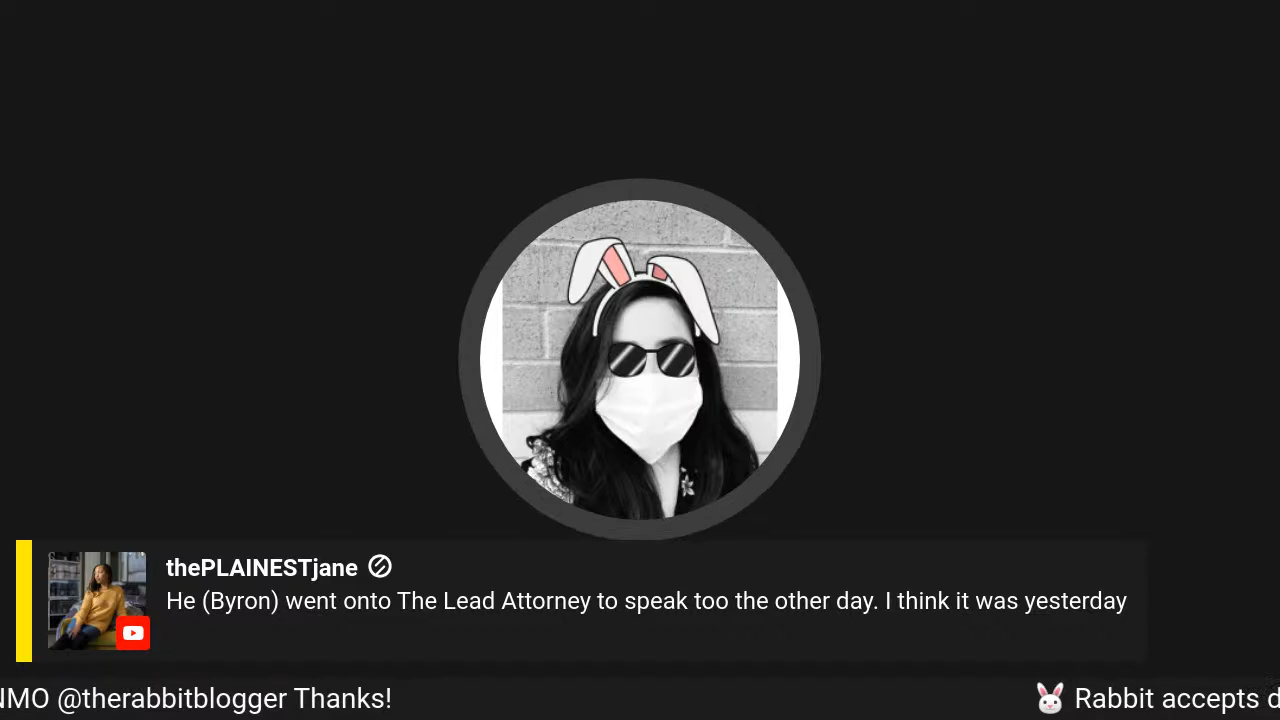 thePLAINESTjane
He (Byron) went onto The Lead Attorney to speak too the other day. I think it was yesterday
@therabbitblogger Thanks!
🐰 Rabbit accepts